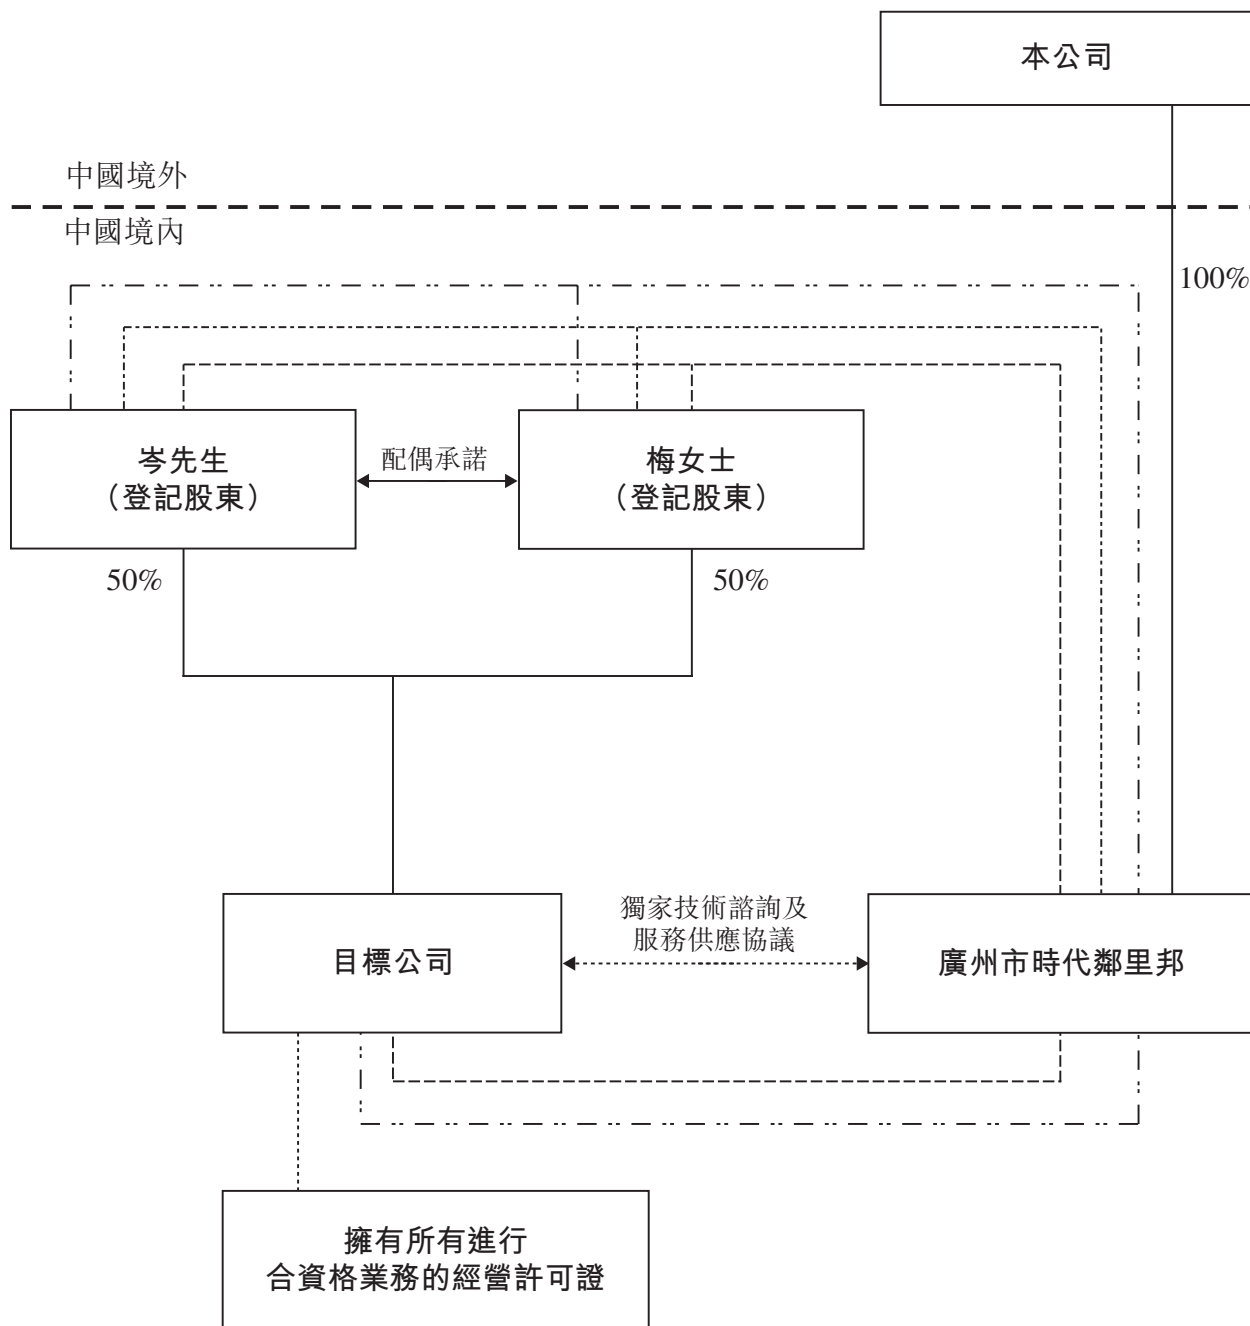 本公司
中國境外
中國境內
100%
岑先生
（登記股東）
配偶承諾
梅女士
（登記股東）
50%
50%
目標公司
獨家技術諮詢及
服務供應協議
廣州市時代鄰里邦
擁有所有進行
合資格業務的經營許可證